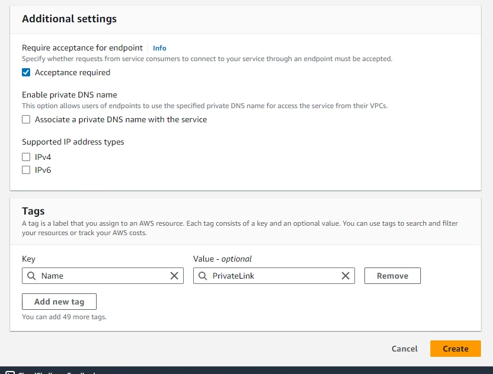 Additional settings
Require acceptance for endpoint Info
Specify whether requests from service consumers to connect to your service through an endpoint must be accepted.
Acceptance required
Enable private DNS name
This option allows users of endpoints to use the specified private DNS name for access the service from their VPCs.
Associate a private DNS name with the service
Supported IP address types
IPv4
IPv6
Tags
A tag is a label that you assign to an AWS resource. Each tag consists of a key and an optional value. You can use tags to search and filter
your resources or track your AWS costs.
Key Value - optional
Name PrivateLink Remove
Add new tag
You can add 49 more tags.
Cancel Create